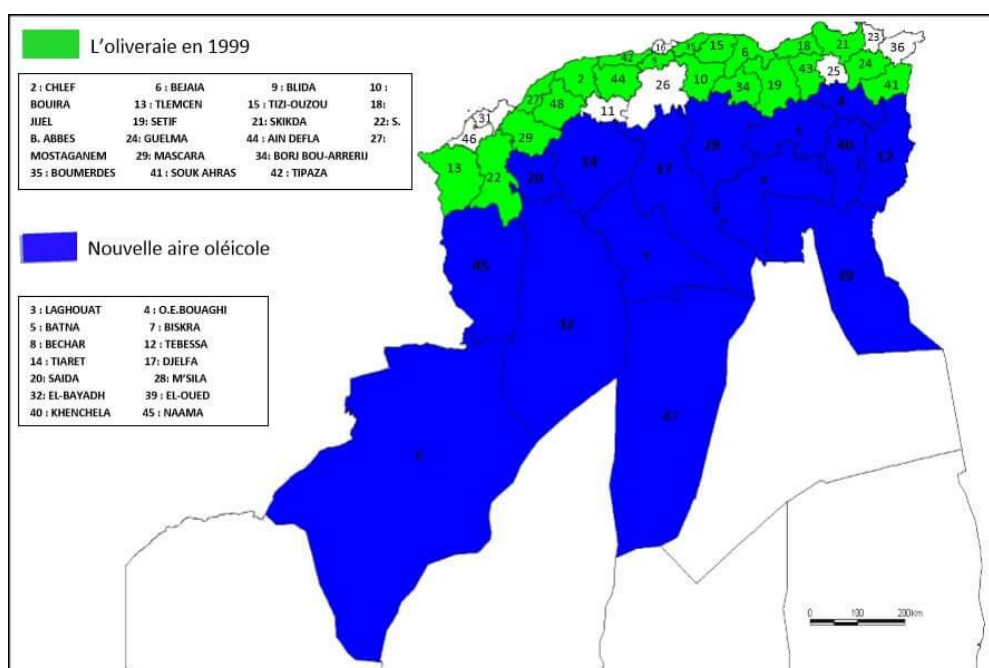 L'oliveraie en 1999
2 : CHLEF 6 : BEJAIA 9 : BLIDA 10 :
BOUIRA 13 : TLEMCEN 15 : TIZI-OUZOU 18:
JIJEL 19: SETIF 21: SKIKDA 22: S.
B. ABBES 24: GUELMA 44 : AIN DEFLA 27:
MOSTAGANEM 29: MASCARA 34: BORJ BOU-ARRERIJ
35 : BOUMERDES 41 : SOUK AHRAS 42 : TIPAZA
Nouvelle aire oléicole
3 : LAGHOUAT 4 : O.E.BOUAGHI
5 : BATNA 7 : BISKRA
8 : BECHAR 12 : TEBESSA
14 : TIARET 17: DJELFA
20: SAIDA 28: M'SILA
32: EL-BAYADH 39 : EL-OUED
40 : KHENCHELA 45 : NAAMA
23
36
16
15
18
21
42
6
9
2
44
10
43
25
24
26
34
19
41
27
48
11
31
46
29
13
22
4
28
40
12
14
17
20
3
45
39
32
47
8
0 100 200 Km